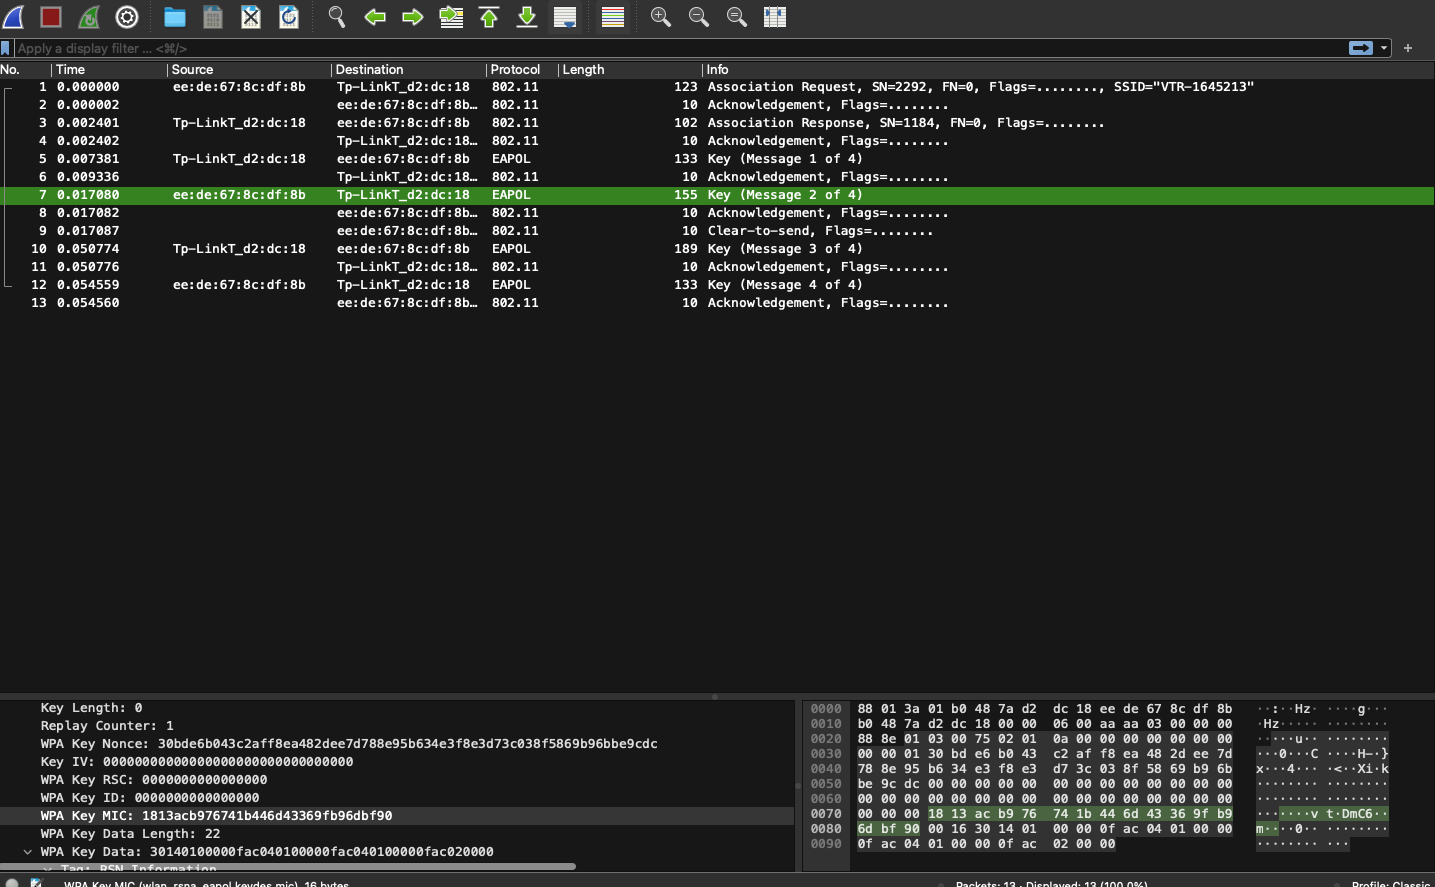 Apply a display filter ... <⌘/>
+
No. Time Source Destination Protocol Length Info
1 0.000000 ee:de:67:8c:df:8b Tp-LinkT_d2:dc:18 802.11 123 Association Request, SN=2292, FN=0, Flags=........, SSID="VTR-1645213"
2 0.000002 ee:de:67:8c:df:8b… 802.11 10 Acknowledgement, Flags=........
3 0.002401 Tp-LinkT_d2:dc:18 ee:de:67:8c:df:8b 802.11 102 Association Response, SN=1184, FN=0, Flags=........
4 0.002402 Tp-LinkT_d2:dc:18… 802.11 10 Acknowledgement, Flags=........
5 0.007381 Tp-LinkT_d2:dc:18 ee:de:67:8c:df:8b EAPOL 133 Key (Message 1 of 4)
6 0.009336 Tp-LinkT_d2:dc:18… 802.11 10 Acknowledgement, Flags=........
7 0.017080 ee:de:67:8c:df:8b Tp-LinkT_d2:dc:18 EAPOL 155 Key (Message 2 of 4)
8 0.017082 ee:de:67:8c:df:8b… 802.11 10 Acknowledgement, Flags=........
9 0.017087 ee:de:67:8c:df:8b… 802.11 10 Clear-to-send, Flags=........
10 0.050774 Tp-LinkT_d2:dc:18 ee:de:67:8c:df:8b EAPOL 189 Key (Message 3 of 4)
11 0.050776 Tp-LinkT_d2:dc:18… 802.11 10 Acknowledgement, Flags=........
12 0.054559 ee:de:67:8c:df:8b Tp-LinkT_d2:dc:18 EAPOL 133 Key (Message 4 of 4)
13 0.054560 ee:de:67:8c:df:8b… 802.11 10 Acknowledgement, Flags=........
Key Length: 0
Replay Counter: 1
WPA Key Nonce: 30bde6b043c2aff8ea482dee7d788e95b634e3f8e3d73c038f5869b96bbe9cdc
Key IV: 00000000000000000000000000000000
WPA Key RSC: 0000000000000000
WPA Key ID: 0000000000000000
WPA Key MIC: 1813acb976741b446d43369fb96dbf90
WPA Key Data Length: 22
WPA Key Data: 30140100000fac040100000fac040100000fac020000
Tag: RSN Information
0000 88 01 3a 01 b0 48 7a d2 dc 18 ee de 67 8c df 8b ··:··Hz· ····g···
0010 b0 48 7a d2 dc 18 00 00 06 00 aa aa 03 00 00 00 ·Hz····· ········
0020 88 8e 01 03 00 75 02 01 0a 00 00 00 00 00 00 00 ·····u·· ········
0030 00 00 01 30 bd e6 b0 43 c2 af f8 ea 48 2d ee 7d ···0···C ····H-·}
0040 78 8e 95 b6 34 e3 f8 e3 d7 3c 03 8f 58 69 b9 6b x···4··· ·<··Xi·k
0050 be 9c dc 00 00 00 00 00 00 00 00 00 00 00 00 00 ········ ········
0060 00 00 00 00 00 00 00 00 00 00 00 00 00 00 00 00 ········ ········
0070 00 00 00 18 13 ac b9 76 74 1b 44 6d 43 36 9f b9 ·······v t·DmC6··
0080 6d bf 90 00 16 30 14 01 00 00 0f ac 04 01 00 00 m····0·· ········
0090 0f ac 04 01 00 00 0f ac 02 00 00 ········ ···
WPA Key MIC (wlan_rsna_eapol.keydes.mic), 16 bytes
Packets: 13 · Displayed: 13 (100.0%)
Profile: Classic